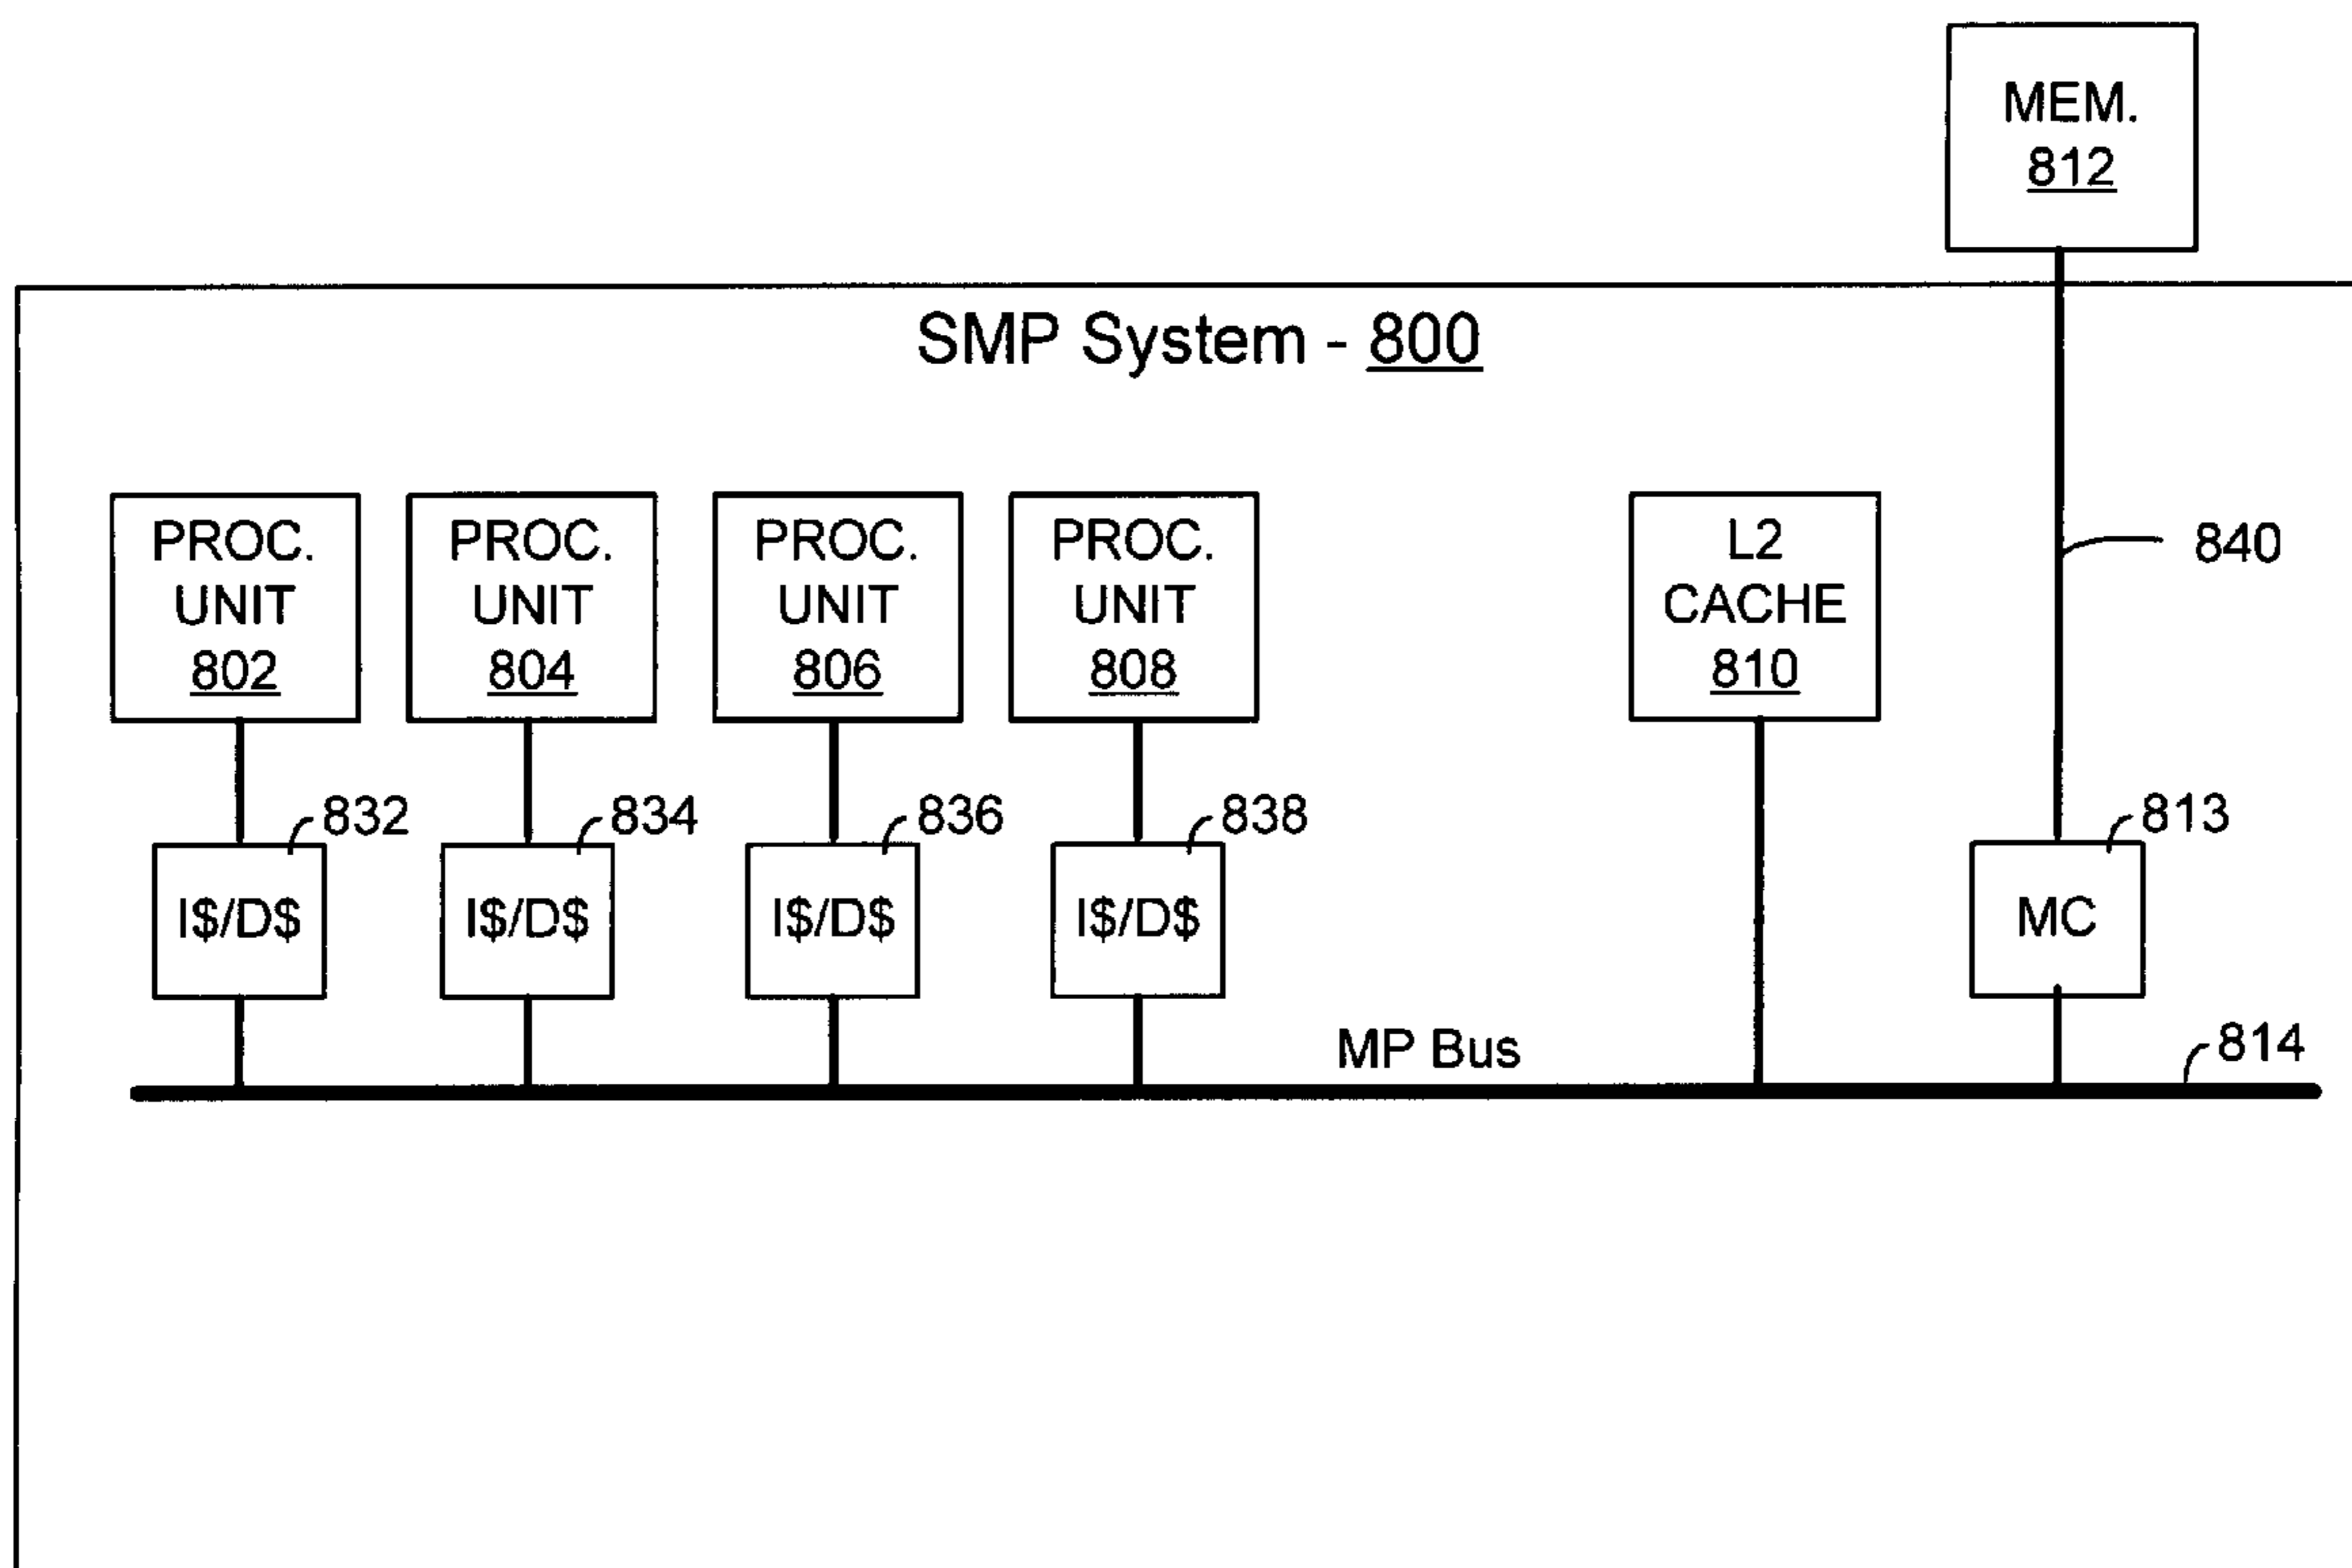 MEM.
812
SMP System - 800
PROC.
UNIT
802
PROC.
UNIT
804
PROC.
UNIT
806
PROC.
UNIT
808
L2
CACHE
810
840
832
834
836
838
813
I$/D$
I$/D$
I$/D$
I$/D$
MC
MP Bus
814